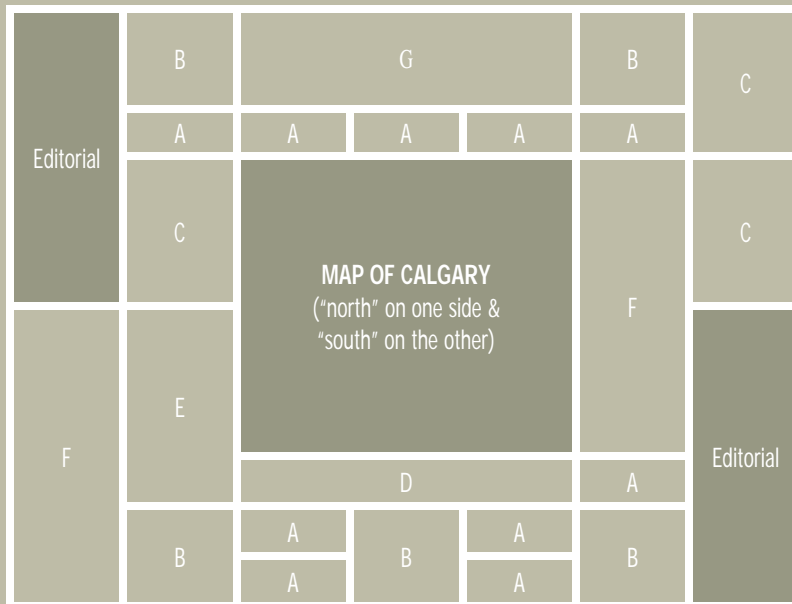 B
G
B
C
A
A
A
A
A
Editorial
C
C
MAP OF CALGARY
("north" on one side &
"south" on the other)
F
E
F
Editorial
D
A
A
A
B
B
B
A
A